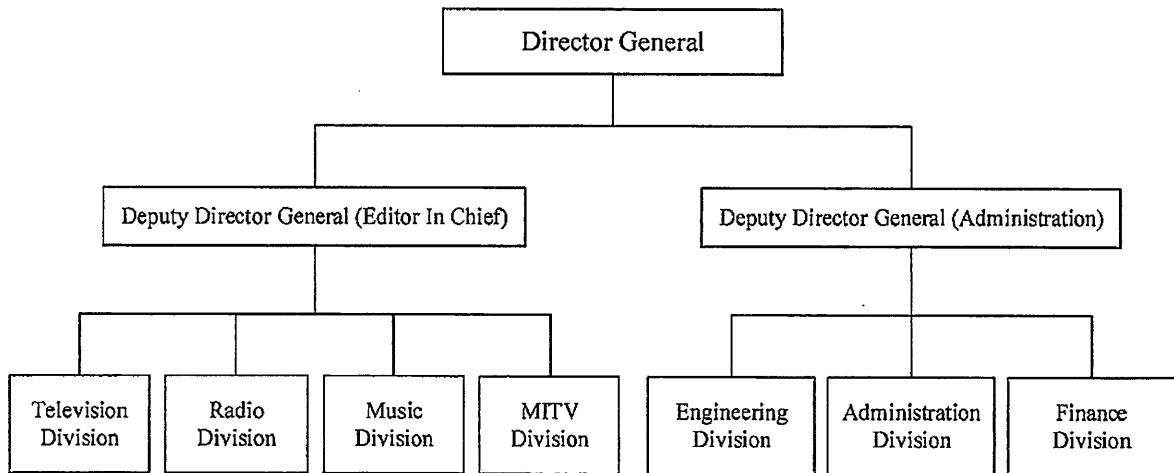 Director General
Deputy Director General (Editor In Chief)
Deputy Director General (Administration)
Television
Division
Radio
Division
Music
Division
MITV
Division
Engineering
Division
Administration
Division
Finance
Division